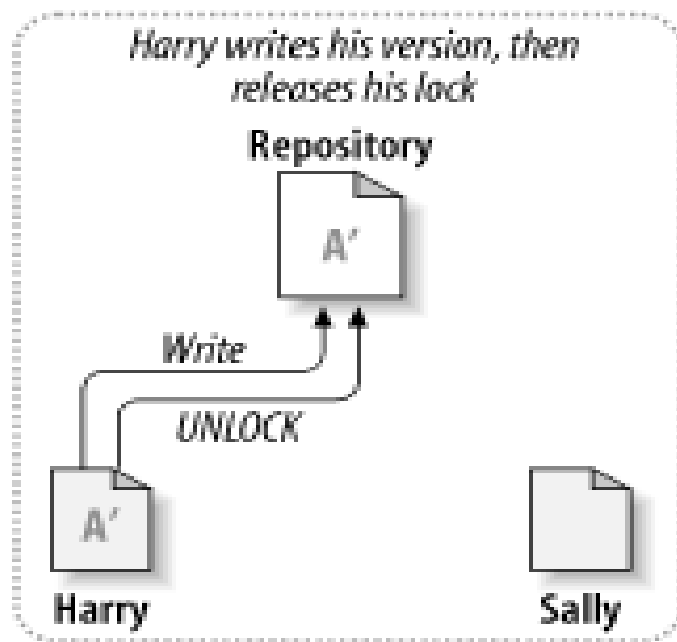 Harry writes his version, then
releases his lock
Repository
A′
Write
UNLOCK
A′
Harry
Sally